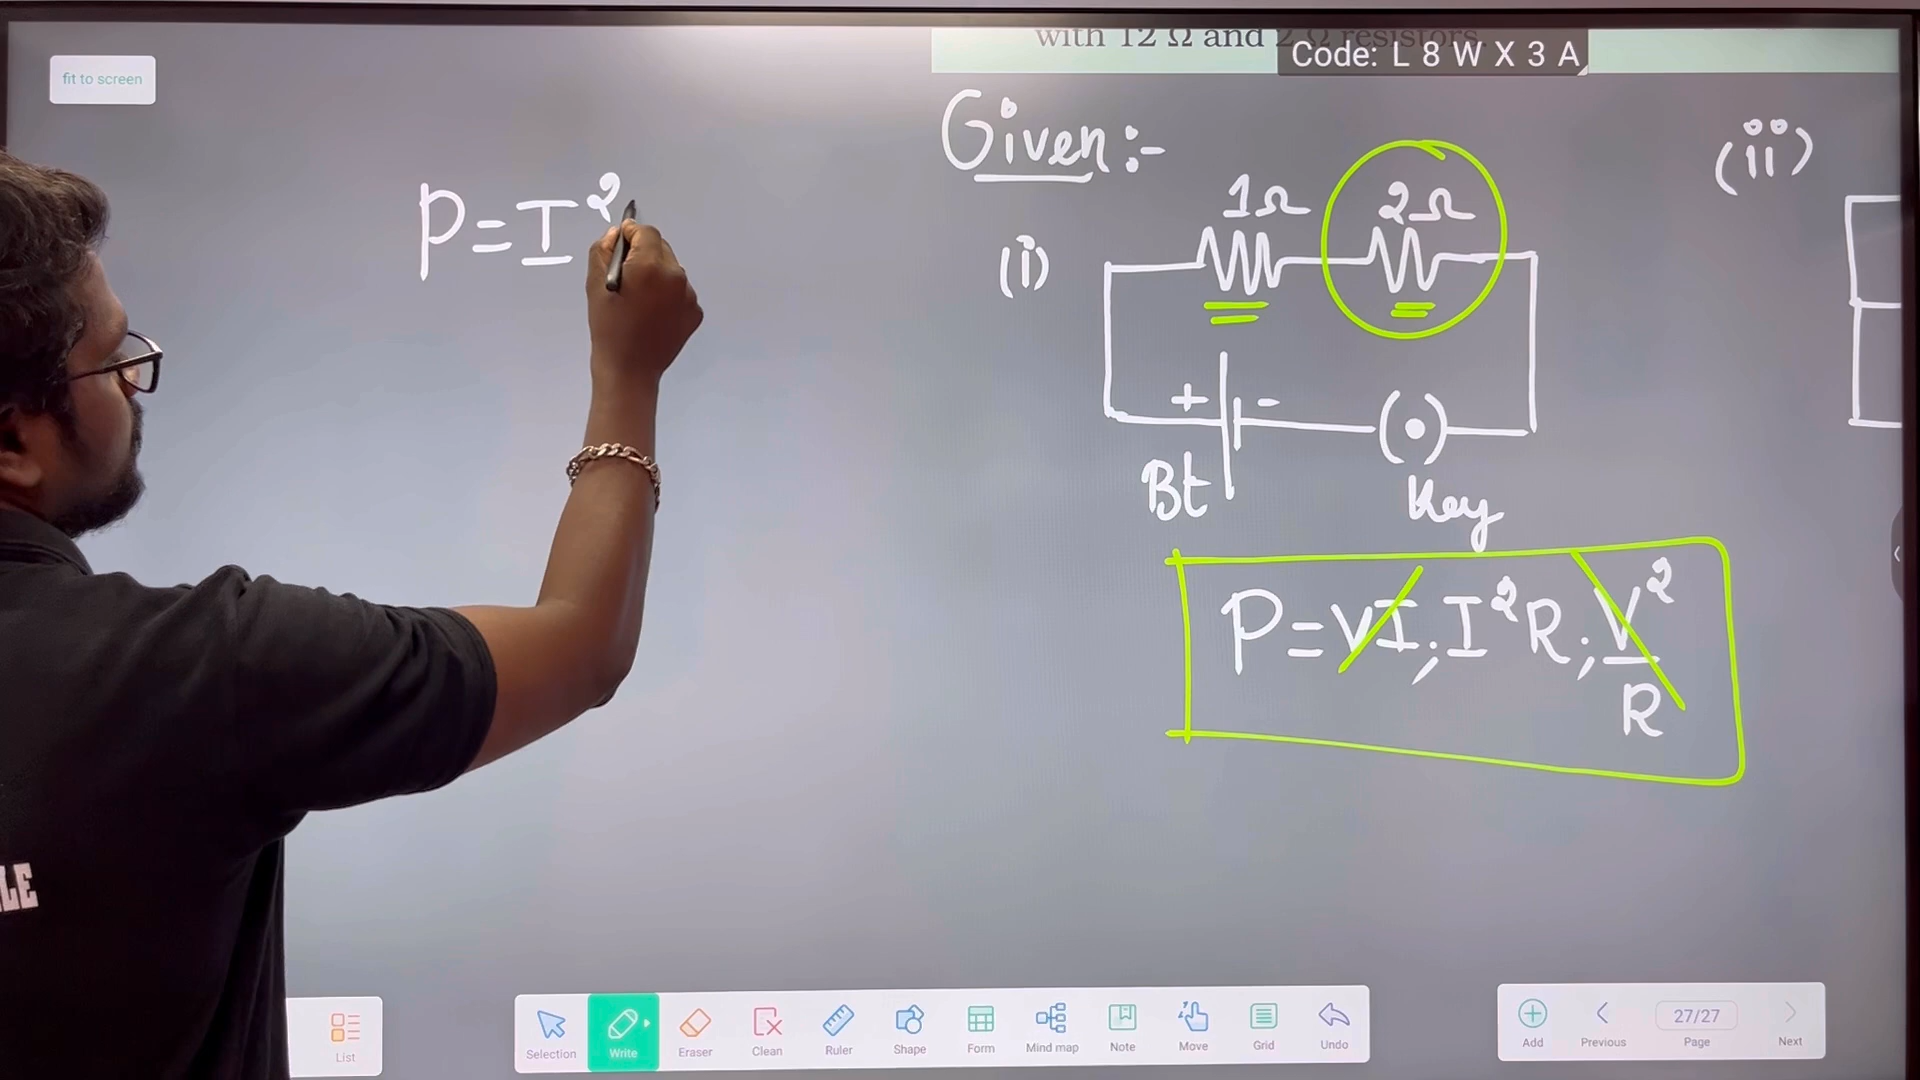 with 12 Ω and 2 Ω resistors.
Code: L 8 W X 3 A
fit to screen
Given :-
(ii)
P = I²
1Ω 2Ω
(i)
+ -
Bt
Key
P = VI ; I²R ; V²/R
LE
List
Selection Write Eraser Clean Ruler Shape Form Mind map Note Move Grid Undo
Add Previous 27/27 Page Next